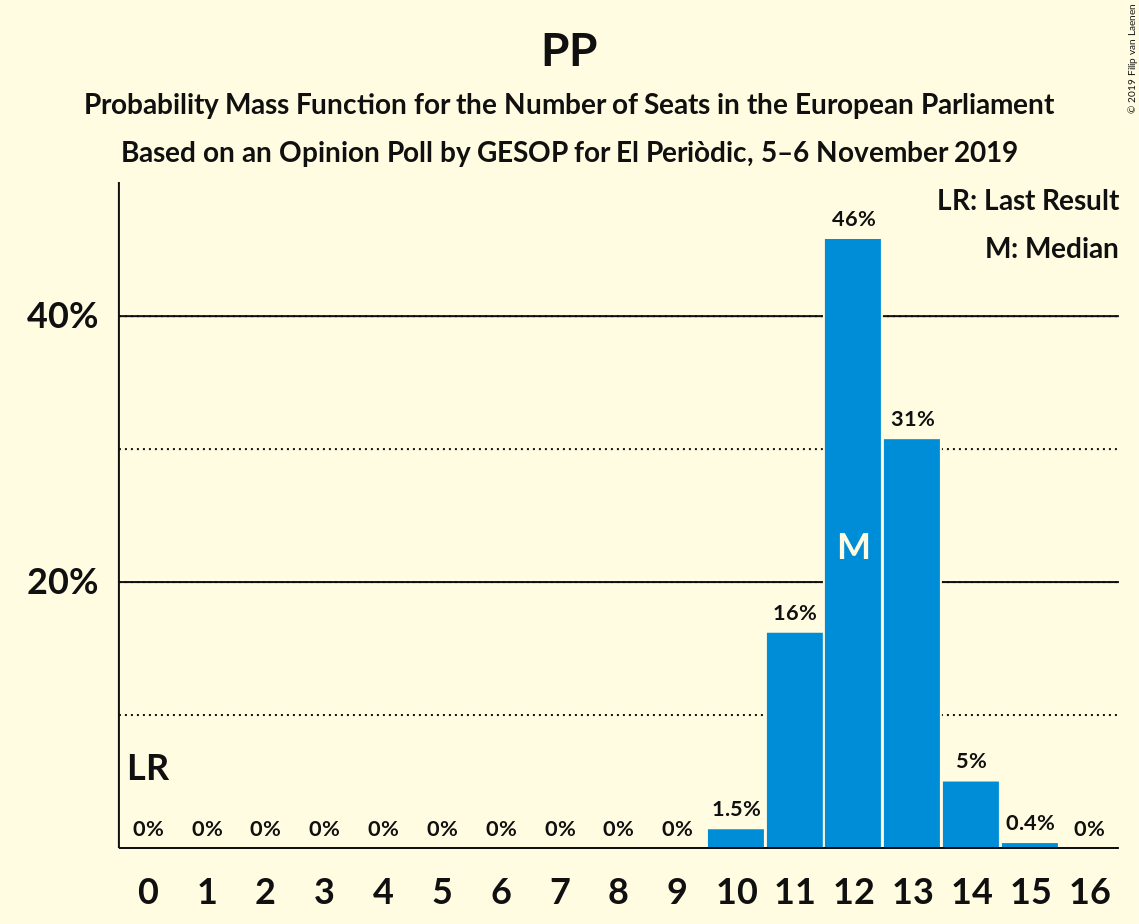 PP
Probability Mass Function for the Number of Seats in the European Parliament
Based on an Opinion Poll by GESOP for El Periòdic, 5–6 November 2019
© 2019 Filip van Laenen
LR: Last Result
M: Median
46%
40%
31%
M
20%
16%
LR
5%
1.5%
0.4%
0% 0% 0% 0% 0% 0% 0% 0% 0% 0% 0%
0 1 2 3 4 5 6 7 8 9 10 11 12 13 14 15 16